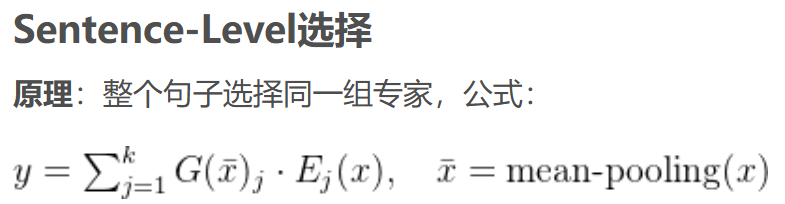 Sentence-Level选择
原理：整个句子选择同一组专家，公式：
y = ∑_{j=1}^{k} G(x̄)_j · E_j(x),  x̄ = mean-pooling(x)